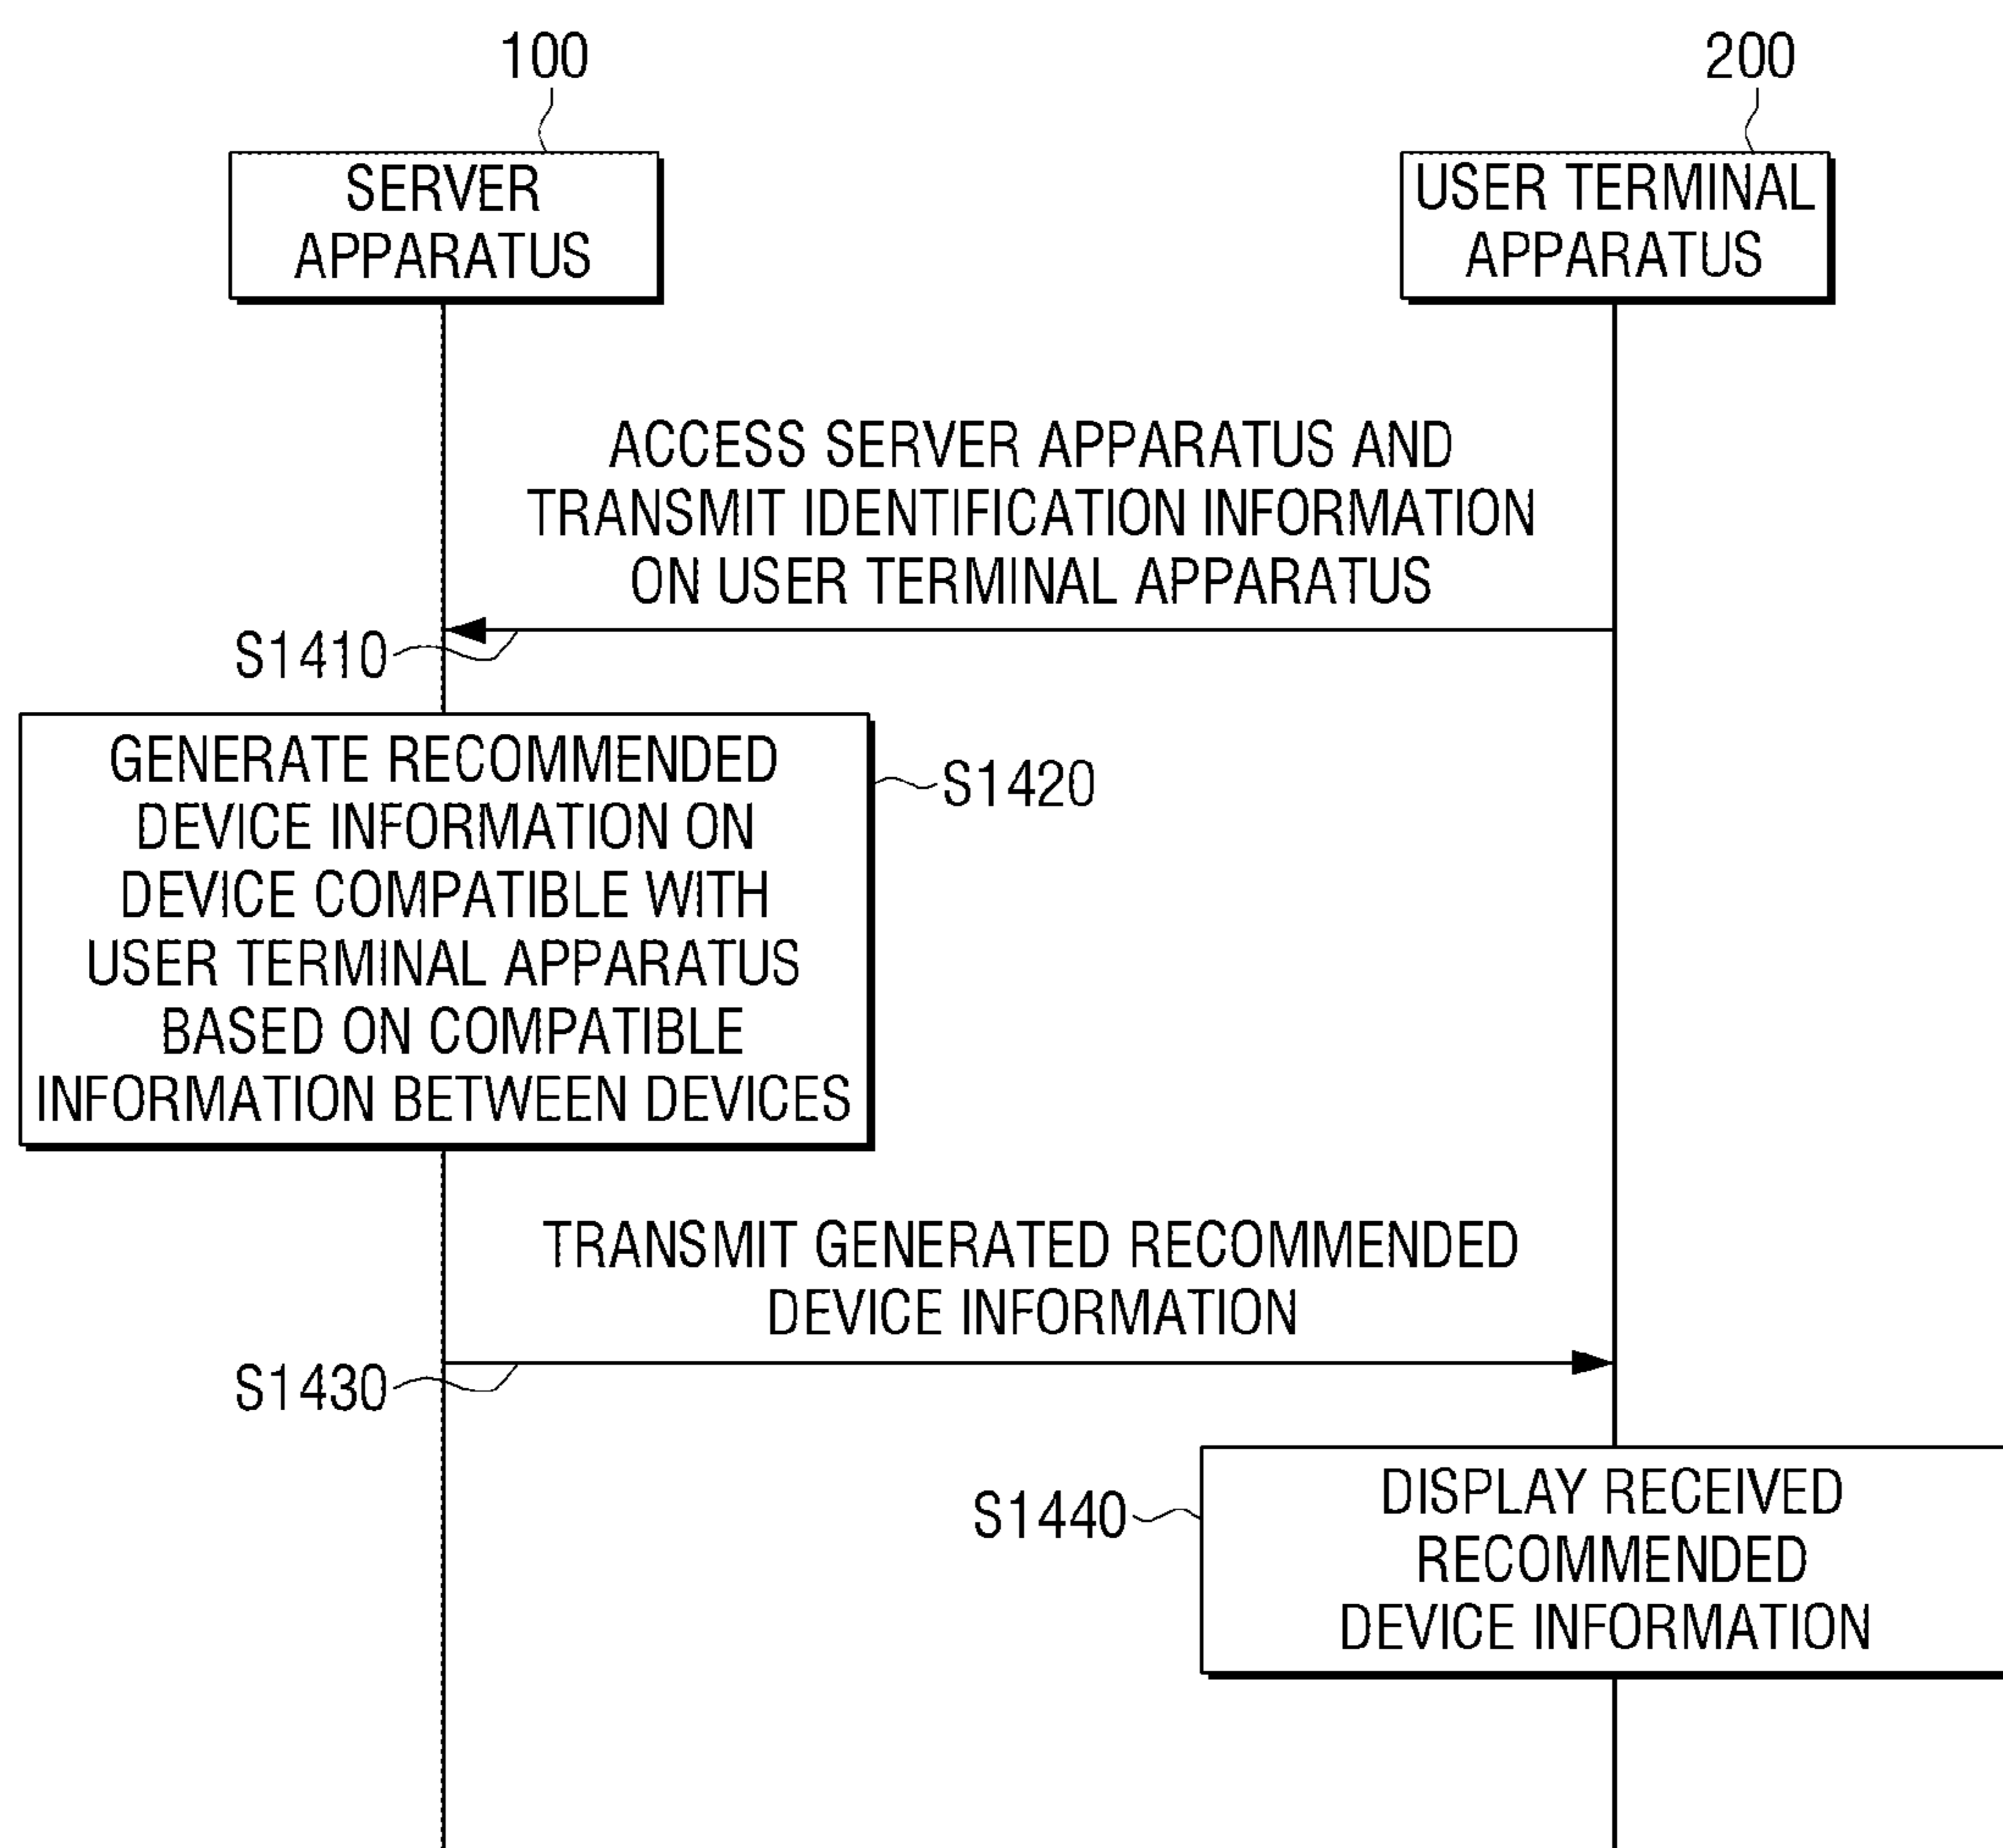 100
200
SERVER
APPARATUS
USER TERMINAL
APPARATUS
ACCESS SERVER APPARATUS AND
TRANSMIT IDENTIFICATION INFORMATION
ON USER TERMINAL APPARATUS
S1410
GENERATE RECOMMENDED
DEVICE INFORMATION ON
DEVICE COMPATIBLE WITH
USER TERMINAL APPARATUS
BASED ON COMPATIBLE
INFORMATION BETWEEN DEVICES
S1420
TRANSMIT GENERATED RECOMMENDED
DEVICE INFORMATION
S1430
S1440
DISPLAY RECEIVED
RECOMMENDED
DEVICE INFORMATION